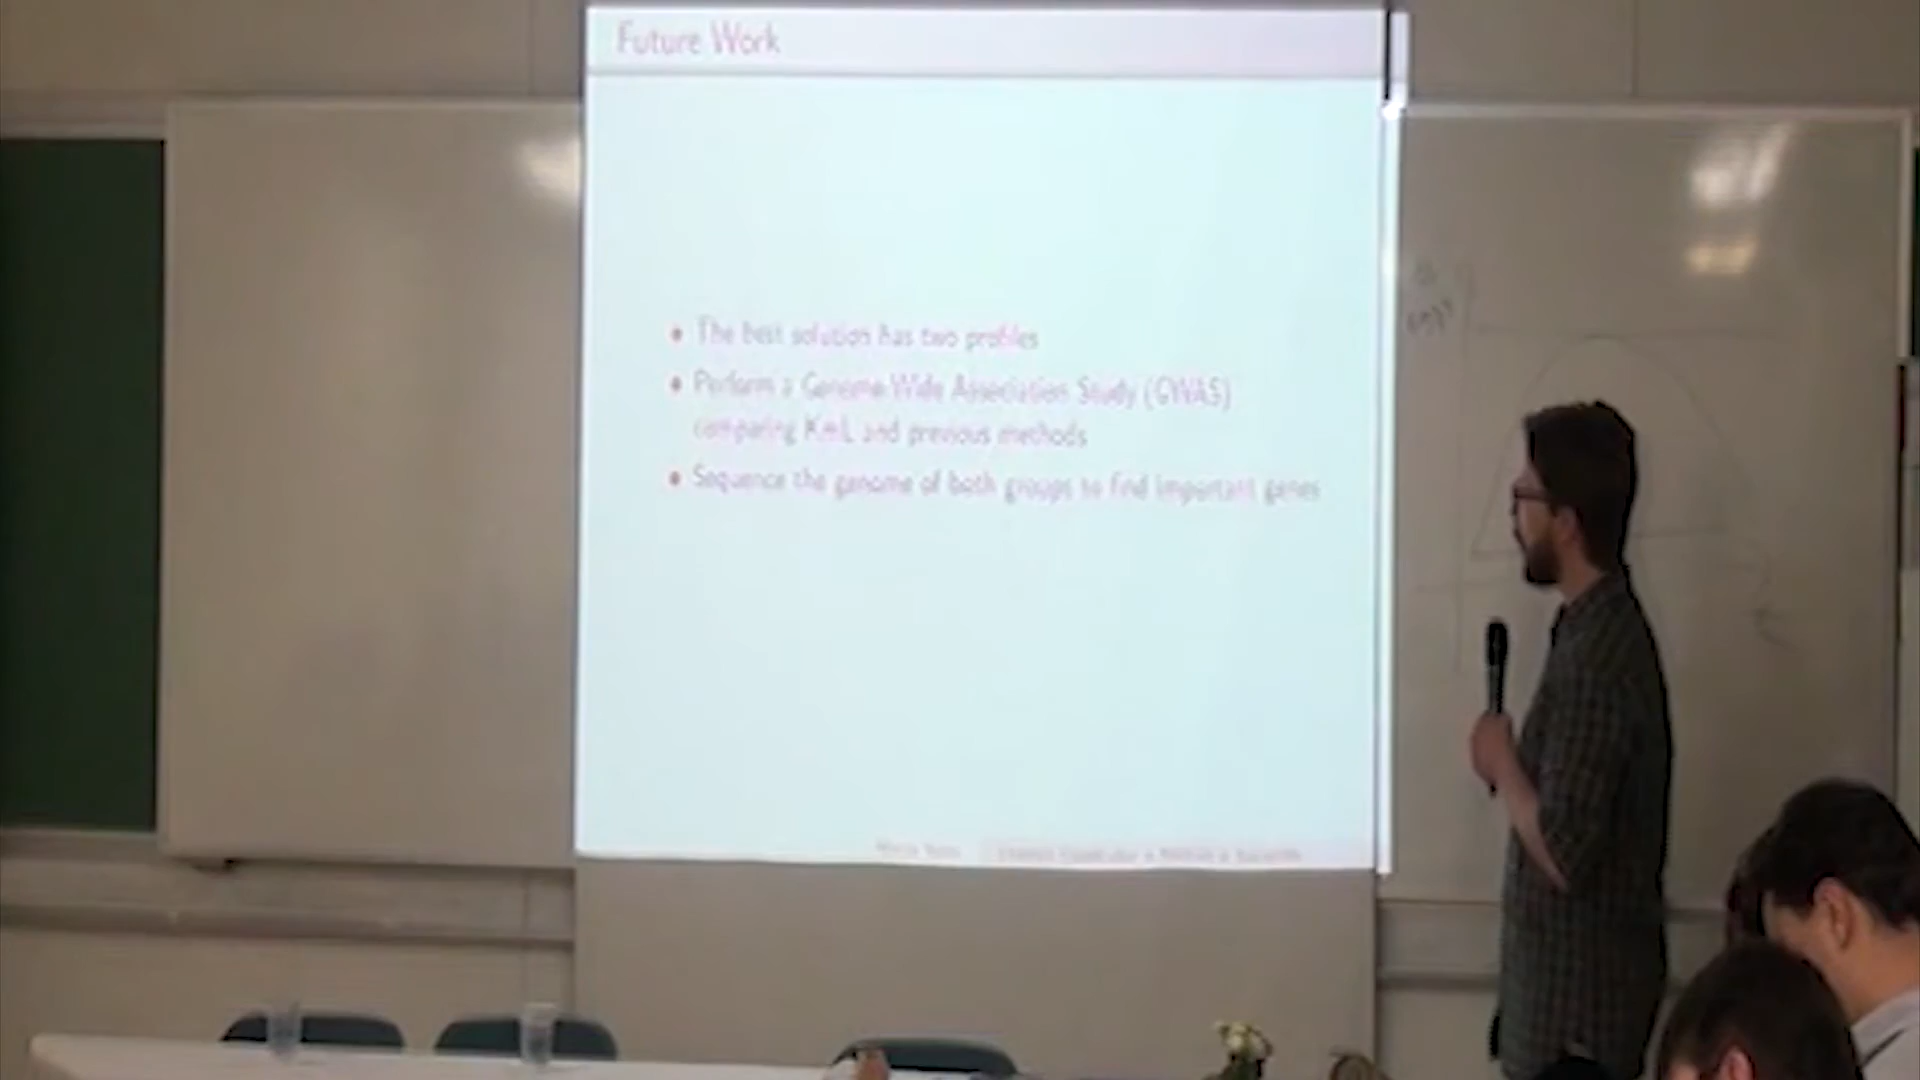 Future Work
• The best solution has two profiles
• Perform a Genome-Wide Association Study (GWAS)
comparing KmL and previous methods
• Sequence the genome of both groups to find important genes